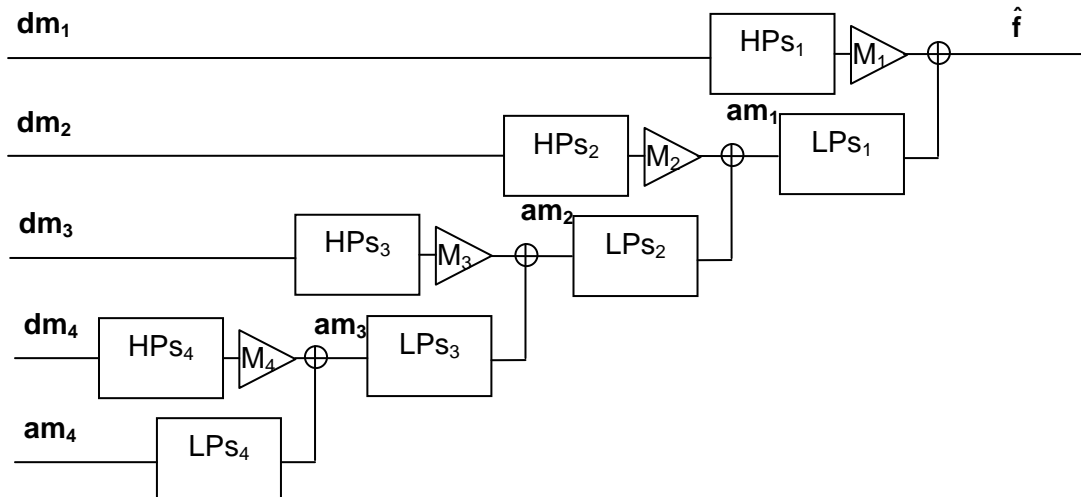 dm₁ HPs₁ M₁ f̂
dm₂ HPs₂ M₂ am₁ LPs₁
dm₃ HPs₃ M₃ am₂ LPs₂
dm₄ HPs₄ M₄ am₃ LPs₃
am₄ LPs₄